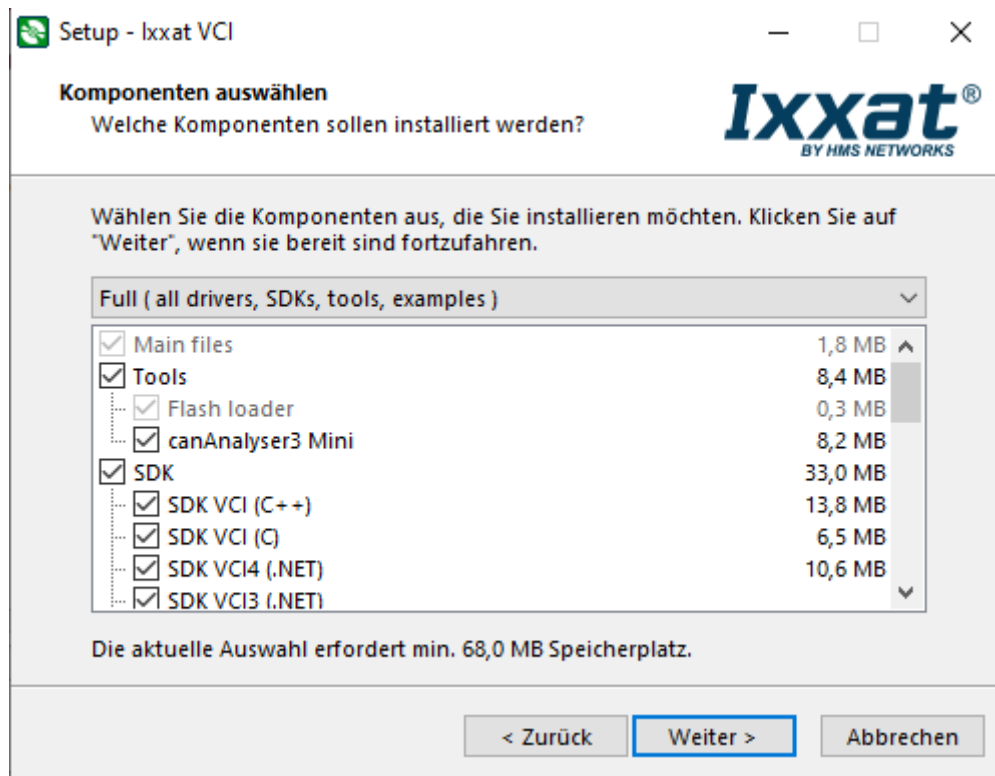 Setup - Ixxat VCI
Komponenten auswählen
Welche Komponenten sollen installiert werden?
Ixxat®
BY HMS NETWORKS
Wählen Sie die Komponenten aus, die Sie installieren möchten. Klicken Sie auf
"Weiter", wenn sie bereit sind fortzufahren.
Full ( all drivers, SDKs, tools, examples )
Main files 1,8 MB
Tools 8,4 MB
Flash loader 0,3 MB
canAnalyser3 Mini 8,2 MB
SDK 33,0 MB
SDK VCI (C++) 13,8 MB
SDK VCI (C) 6,5 MB
SDK VCI4 (.NET) 10,6 MB
SDK VCI3 (.NET)
Die aktuelle Auswahl erfordert min. 68,0 MB Speicherplatz.
< Zurück
Weiter >
Abbrechen